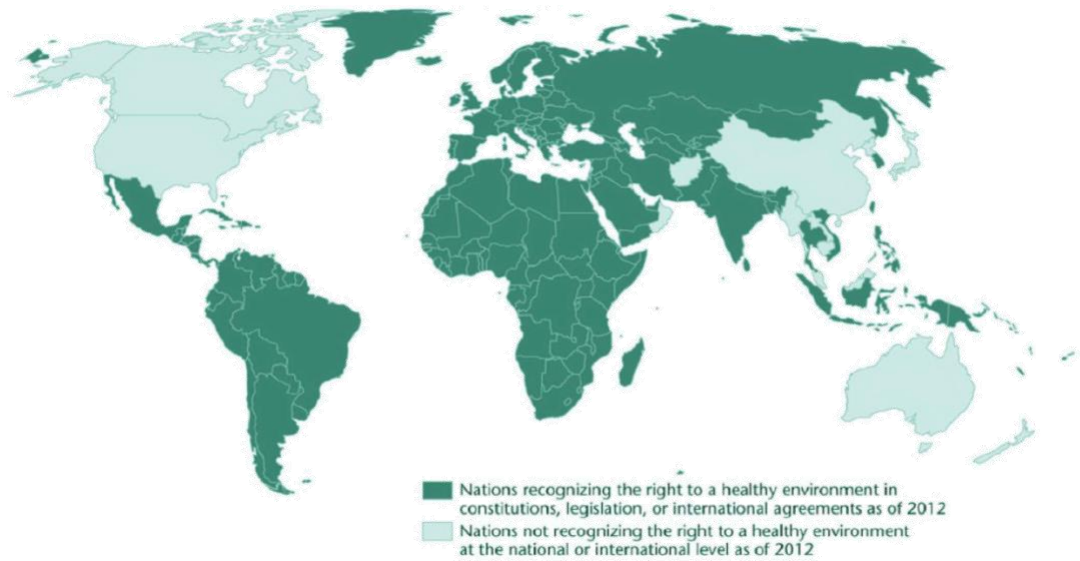 Nations recognizing the right to a healthy environment in
constitutions, legislation, or international agreements as of 2012
Nations not recognizing the right to a healthy environment
at the national or international level as of 2012